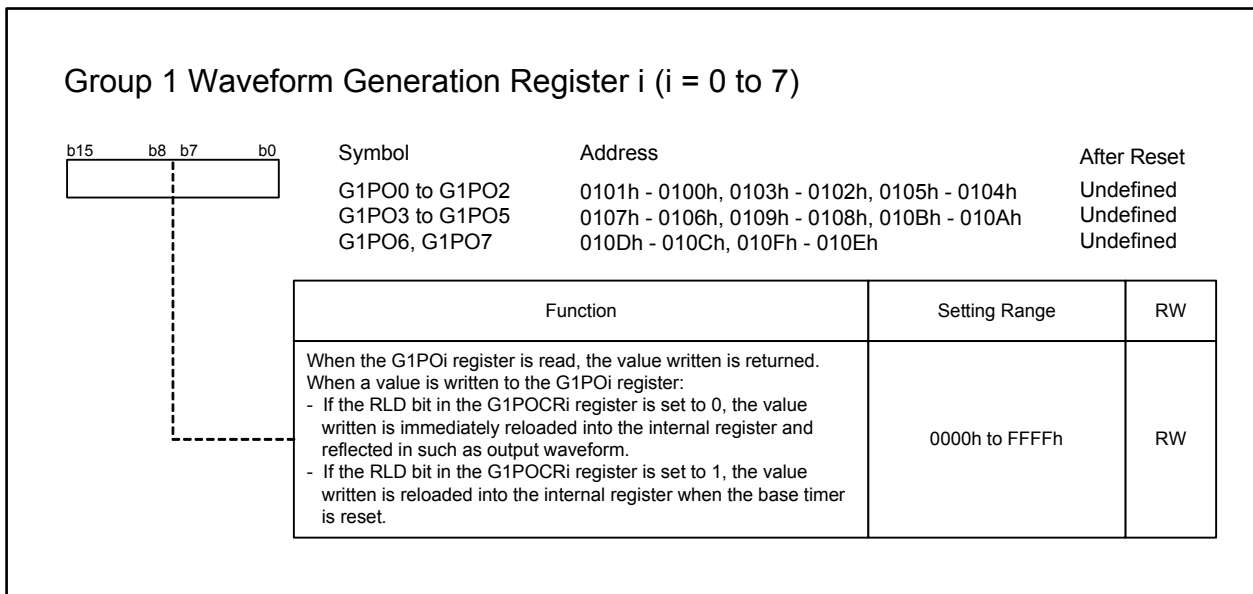 Group 1 Waveform Generation Register i (i = 0 to 7)
b15 b8 b7 b0
Symbol Address After Reset
G1PO0 to G1PO2 0101h - 0100h, 0103h - 0102h, 0105h - 0104h Undefined
G1PO3 to G1PO5 0107h - 0106h, 0109h - 0108h, 010Bh - 010Ah Undefined
G1PO6, G1PO7 010Dh - 010Ch, 010Fh - 010Eh Undefined
Function Setting Range RW
When the G1POi register is read, the value written is returned.
When a value is written to the G1POi register:
- If the RLD bit in the G1POCRi register is set to 0, the value
written is immediately reloaded into the internal register and
reflected in such as output waveform.
- If the RLD bit in the G1POCRi register is set to 1, the value
written is reloaded into the internal register when the base timer
is reset.
0000h to FFFFh RW